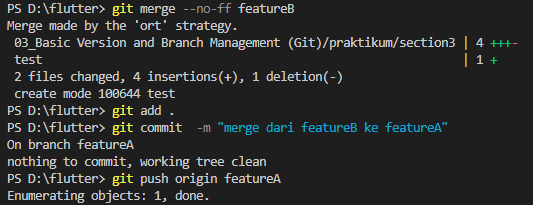 PS D:\flutter> git merge --no-ff featureB
Merge made by the 'ort' strategy.
 03_Basic Version and Branch Management (Git)/praktikum/section3 | 4 +++-
 test                                                            | 1 +
 2 files changed, 4 insertions(+), 1 deletion(-)
 create mode 100644 test
PS D:\flutter> git add .
PS D:\flutter> git commit  -m "merge dari featureB ke featureA"
On branch featureA
nothing to commit, working tree clean
PS D:\flutter> git push origin featureA
Enumerating objects: 1, done.